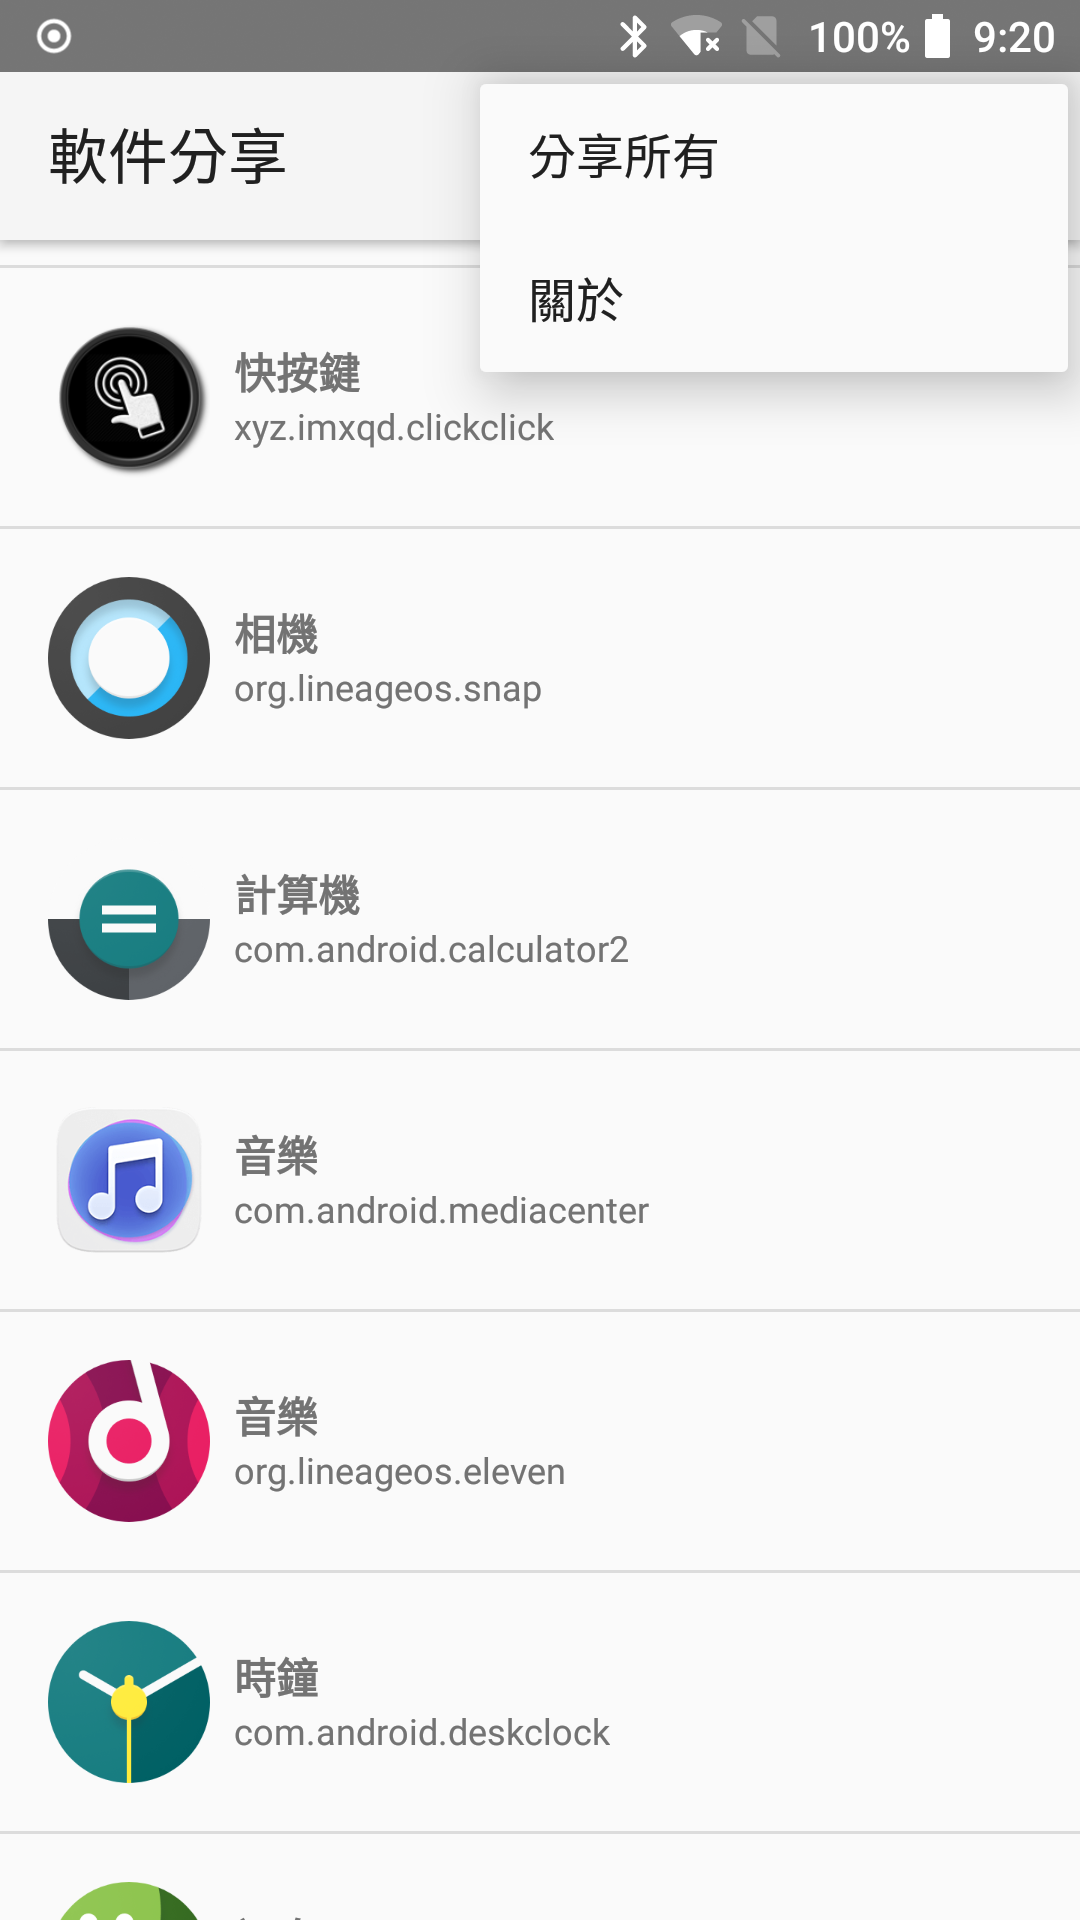 100% 9:20
軟件分享
分享所有
關於
快按鍵
xyz.imxqd.clickclick
相機
org.lineageos.snap
計算機
com.android.calculator2
音樂
com.android.mediacenter
音樂
org.lineageos.eleven
時鐘
com.android.deskclock